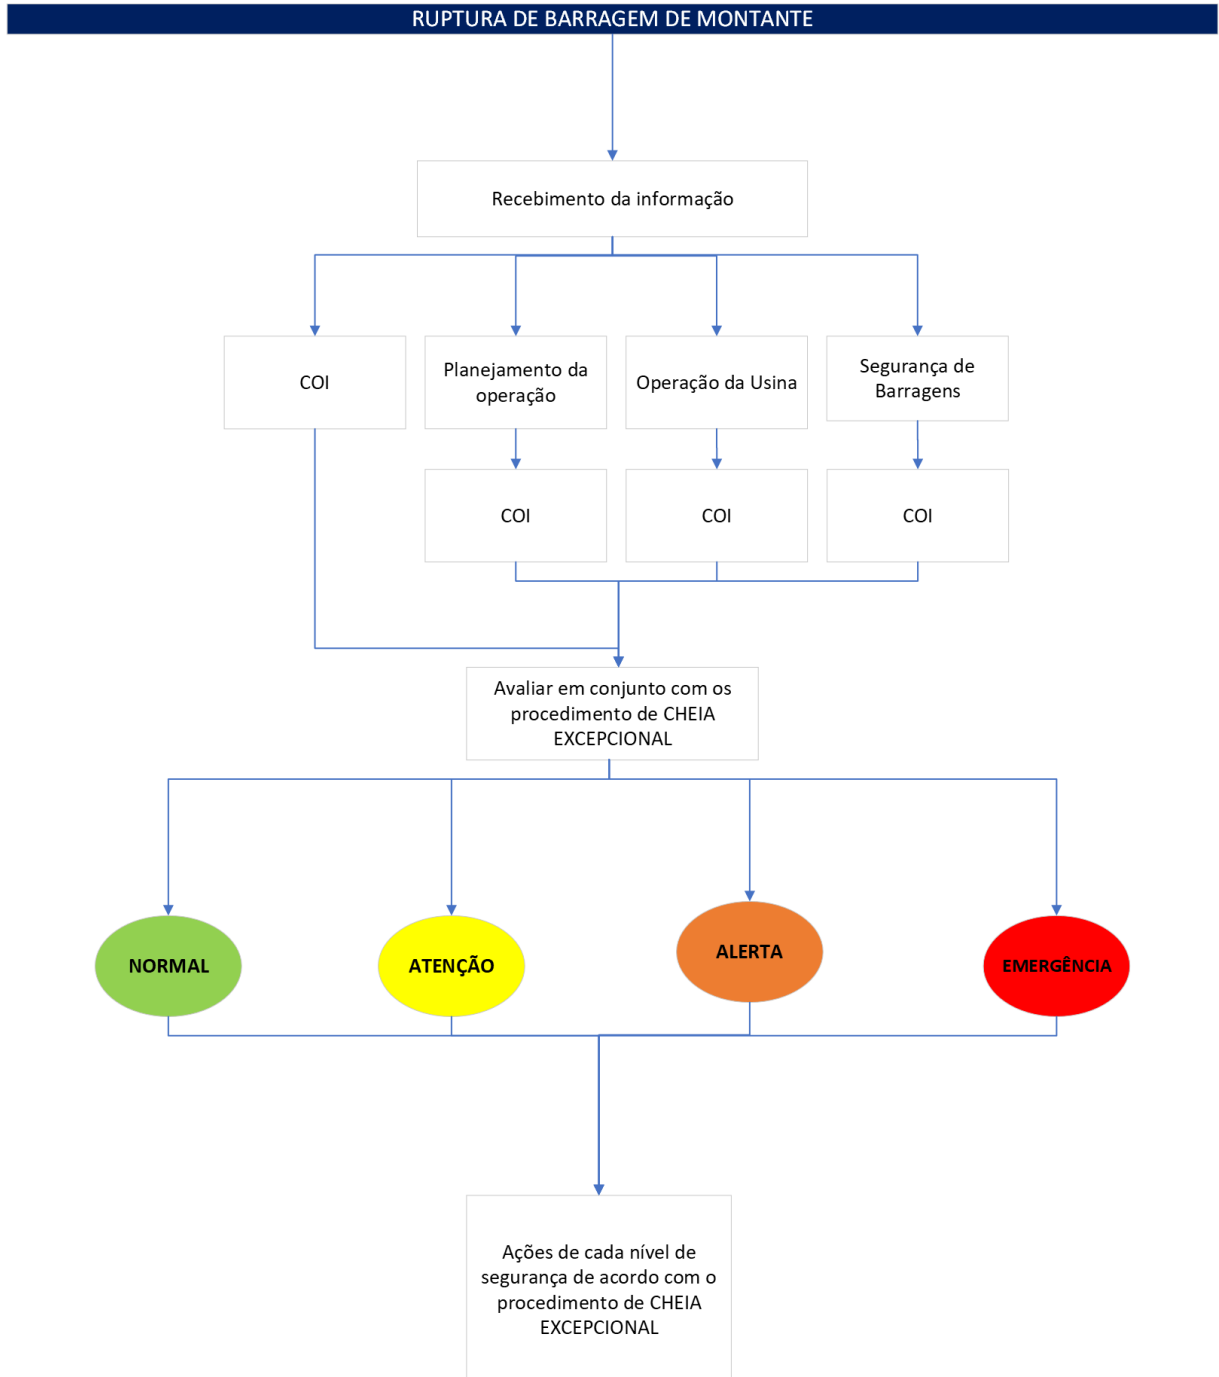 RUPTURA DE BARRAGEM DE MONTANTE
Recebimento da informação
COI
Planejamento da
operação
Operação da Usina
Segurança de
Barragens
COI
COI
COI
Avaliar em conjunto com os
procedimento de CHEIA
EXCEPCIONAL
NORMAL
ATENÇÃO
ALERTA
EMERGÊNCIA
Ações de cada nível de
segurança de acordo com o
procedimento de CHEIA
EXCEPCIONAL